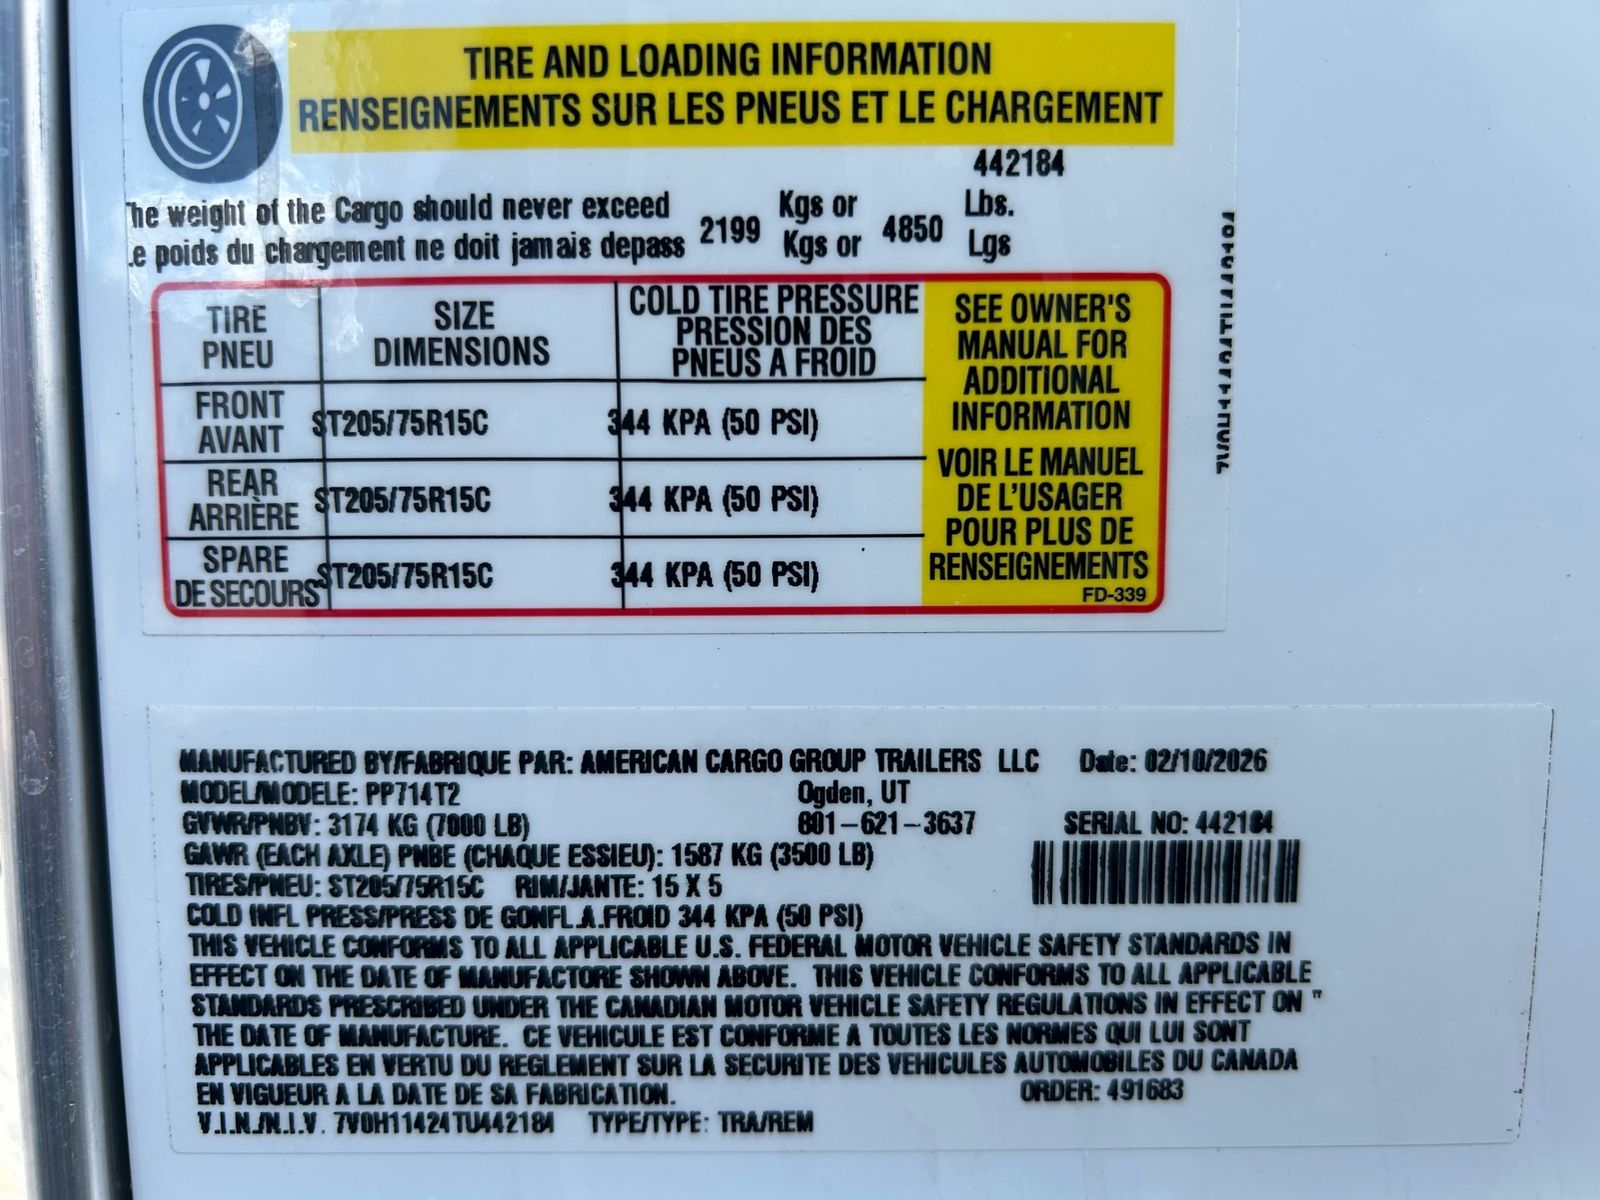 TIRE AND LOADING INFORMATION
RENSEIGNEMENTS SUR LES PNEUS ET LE CHARGEMENT
442184
The weight of the Cargo should never exceed 2199 Kgs or 4850 Lbs.
Le poids du chargement ne doit jamais depass Kgs or Lgs
TIRE PNEU
SIZE DIMENSIONS
COLD TIRE PRESSURE
PRESSION DES
PNEUS A FROID
FRONT AVANT ST205/75R15C 344 KPA (50 PSI)
REAR ARRIÈRE ST205/75R15C 344 KPA (50 PSI)
SPARE DE SECOURS ST205/75R15C 344 KPA (50 PSI)
SEE OWNER'S
MANUAL FOR
ADDITIONAL
INFORMATION
VOIR LE MANUEL
DE L'USAGER
POUR PLUS DE
RENSEIGNEMENTS
FD-339
MANUFACTURED BY/FABRIQUE PAR: AMERICAN CARGO GROUP TRAILERS LLC Date: 02/10/2026
MODEL/MODELE: PP714T2 Ogden, UT
GVWR/PNBV: 3174 KG (7000 LB) 801-621-3637 SERIAL NO: 442184
GAWR (EACH AXLE) PNBE (CHAQUE ESSIEU): 1587 KG (3500 LB)
TIRES/PNEU: ST205/75R15C RIM/JANTE: 15 X 5
COLD INFL PRESS/PRESS DE GONFL.A.FROID 344 KPA (50 PSI)
THIS VEHICLE CONFORMS TO ALL APPLICABLE U.S. FEDERAL MOTOR VEHICLE SAFETY STANDARDS IN
EFFECT ON THE DATE OF MANUFACTORE SHOWN ABOVE. THIS VEHICLE CONFORMS TO ALL APPLICABLE
STANDARDS PRESCRIBED UNDER THE CANADIAN MOTOR VEHICLE SAFETY REGULATIONS IN EFFECT ON "
THE DATE OF MANUFACTURE. CE VEHICULE EST CONFORME A TOUTES LES NORMES QUI LUI SONT
APPLICABLES EN VERTU DU REGLEMENT SUR LA SECURITE DES VEHICULES AUTOMOBILES DU CANADA
EN VIGUEUR A LA DATE DE SA FABRICATION. ORDER: 491683
V.I.N./N.I.V. 7V0H11424TU442184 TYPE/TYPE: TRA/REM